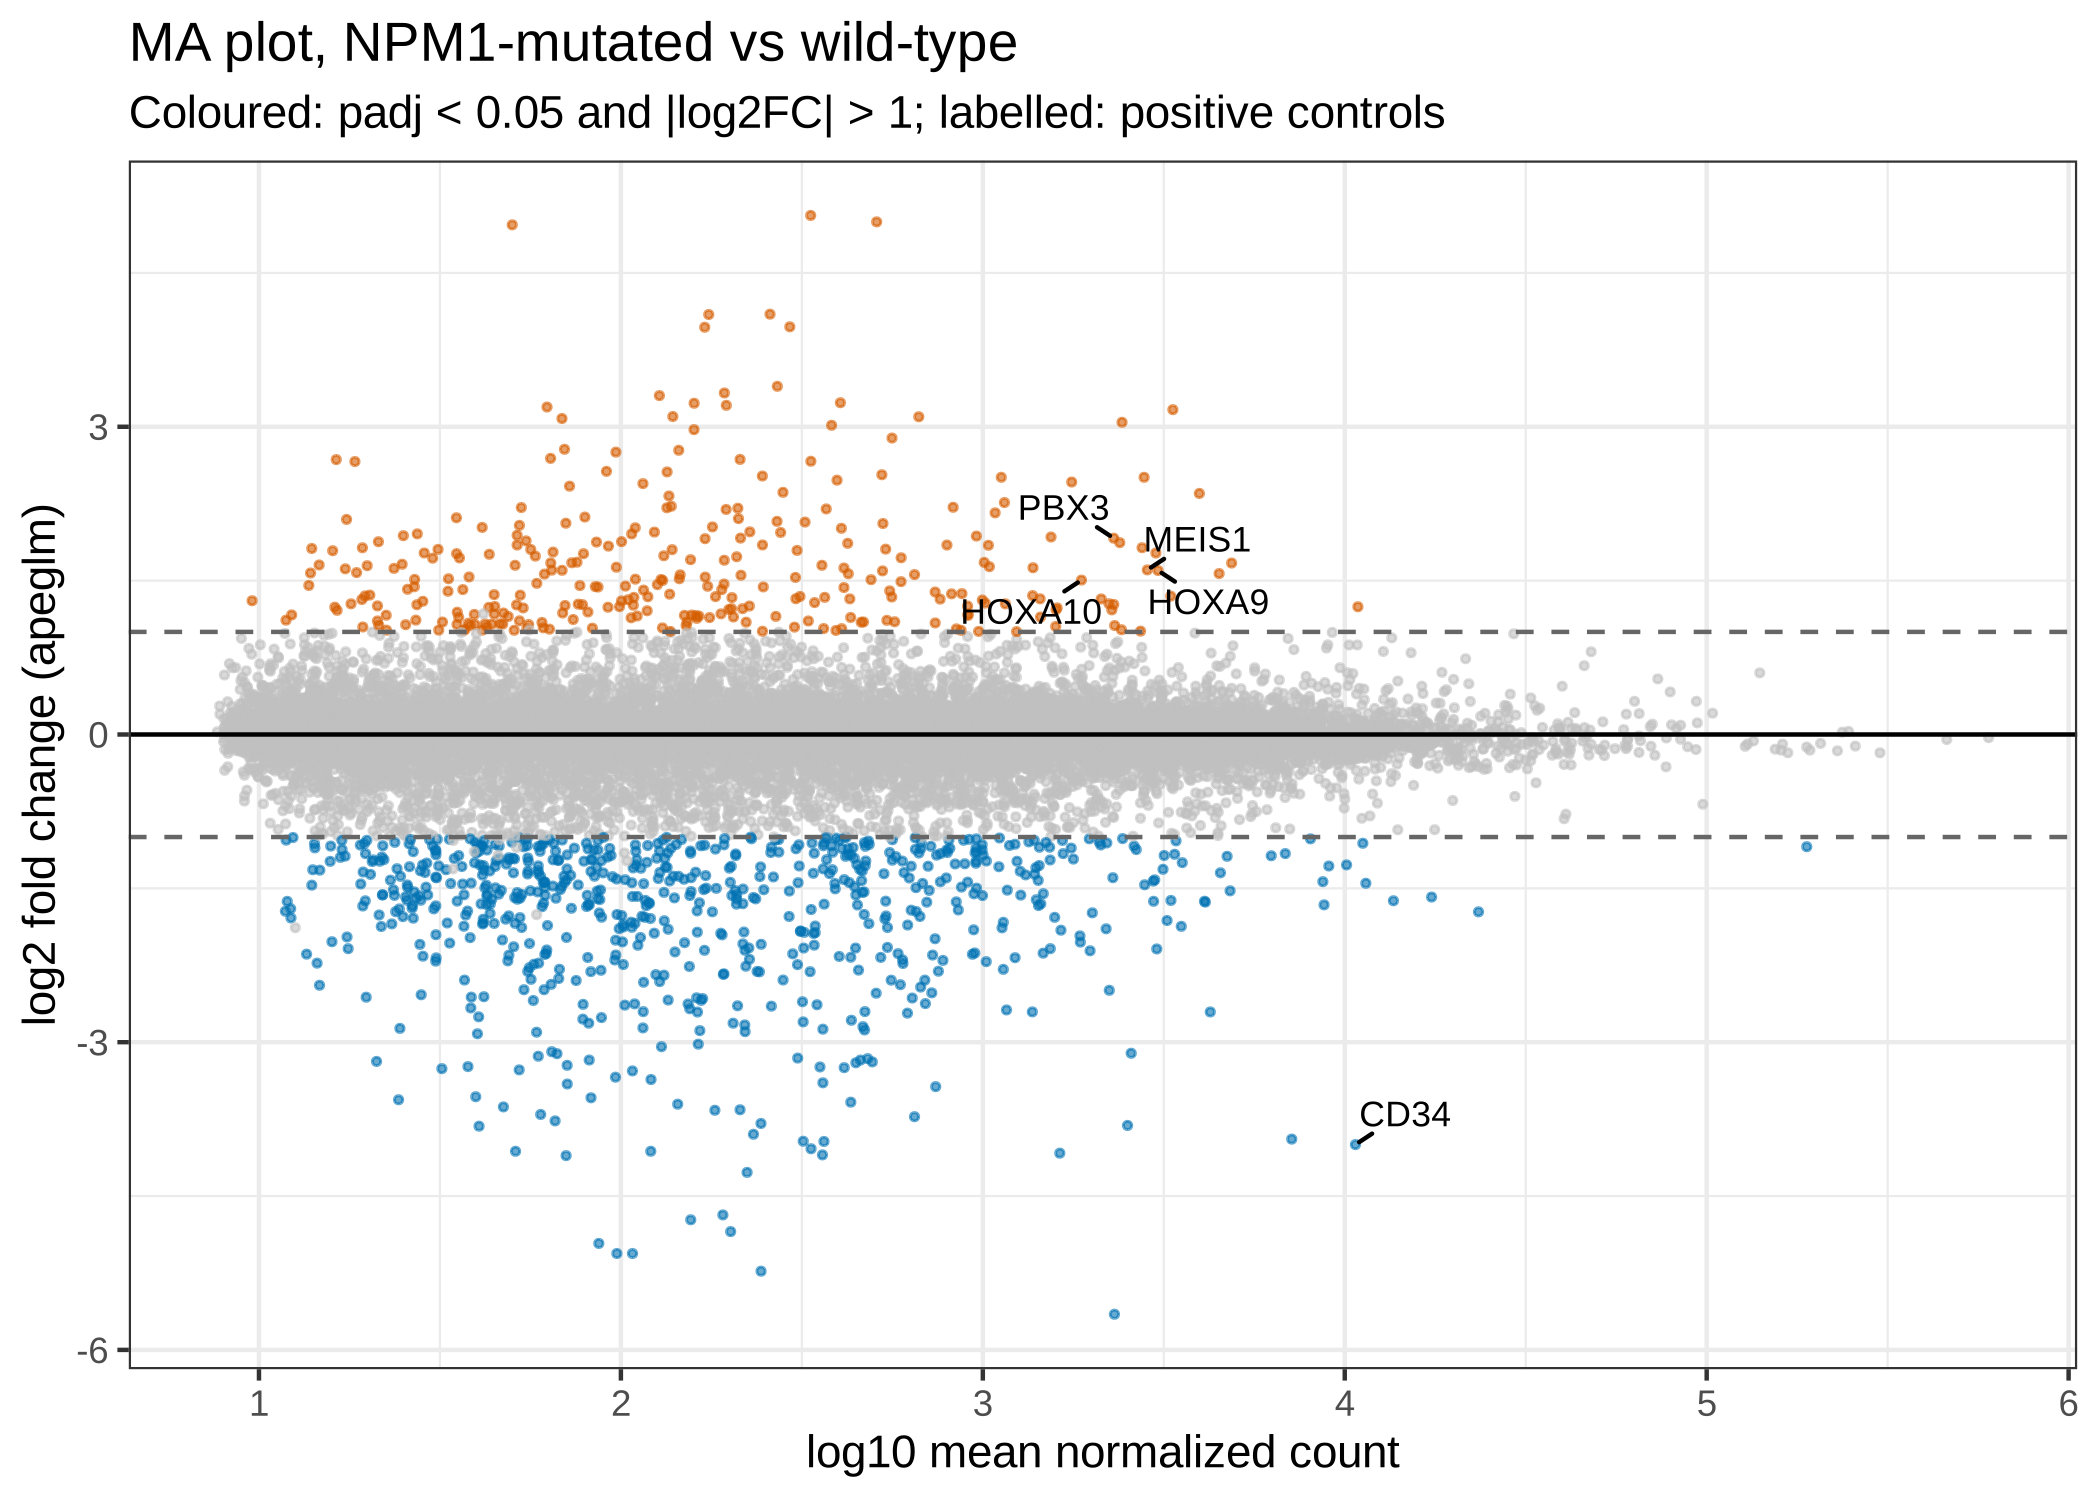 MA plot, NPM1-mutated vs wild-type
Coloured: padj < 0.05 and |log2FC| > 1; labelled: positive controls
log2 fold change (apeglm)
3
0
-3
-6
PBX3
MEIS1
HOXA10
HOXA9
CD34
1
2
3
4
5
6
log10 mean normalized count